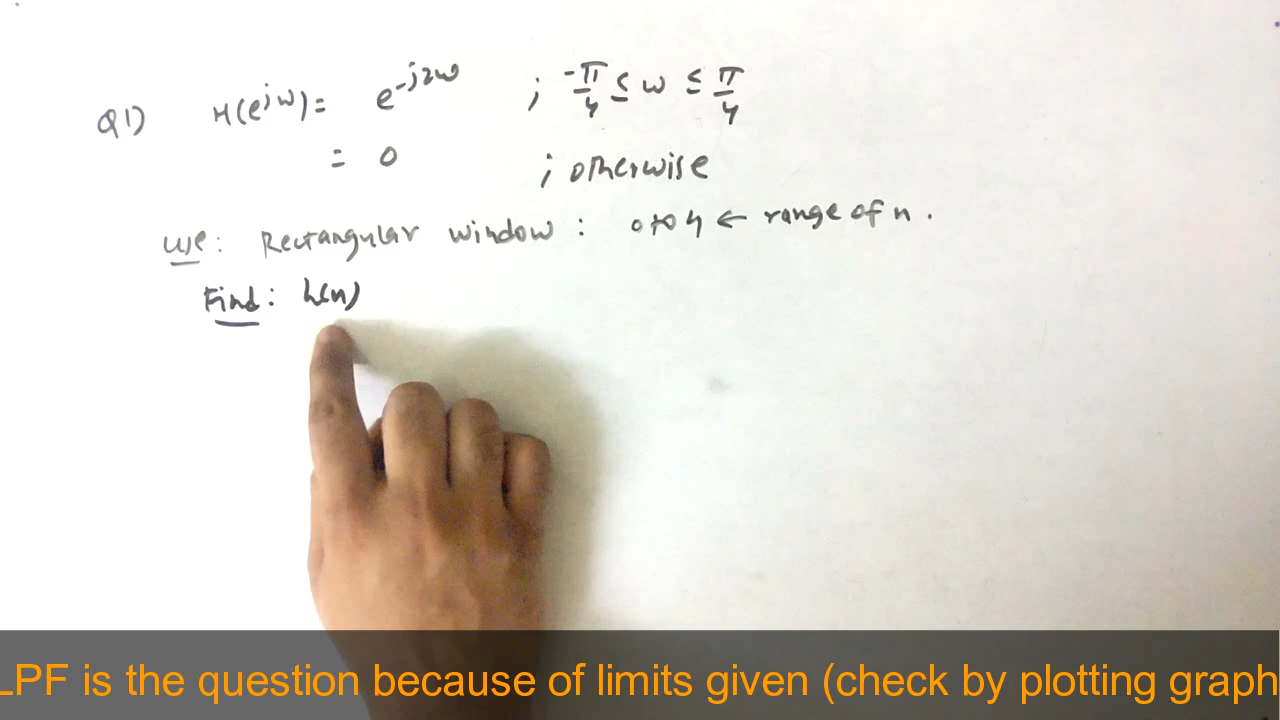 Q1) H(e^jω) = e^-j2ω ; -π/4 ≤ ω ≤ π/4
= 0 ; otherwise
Use: Rectangular window : 0 to 4 ← range of n.
Find: h(n)
LPF is the question because of limits given (check by plotting graph